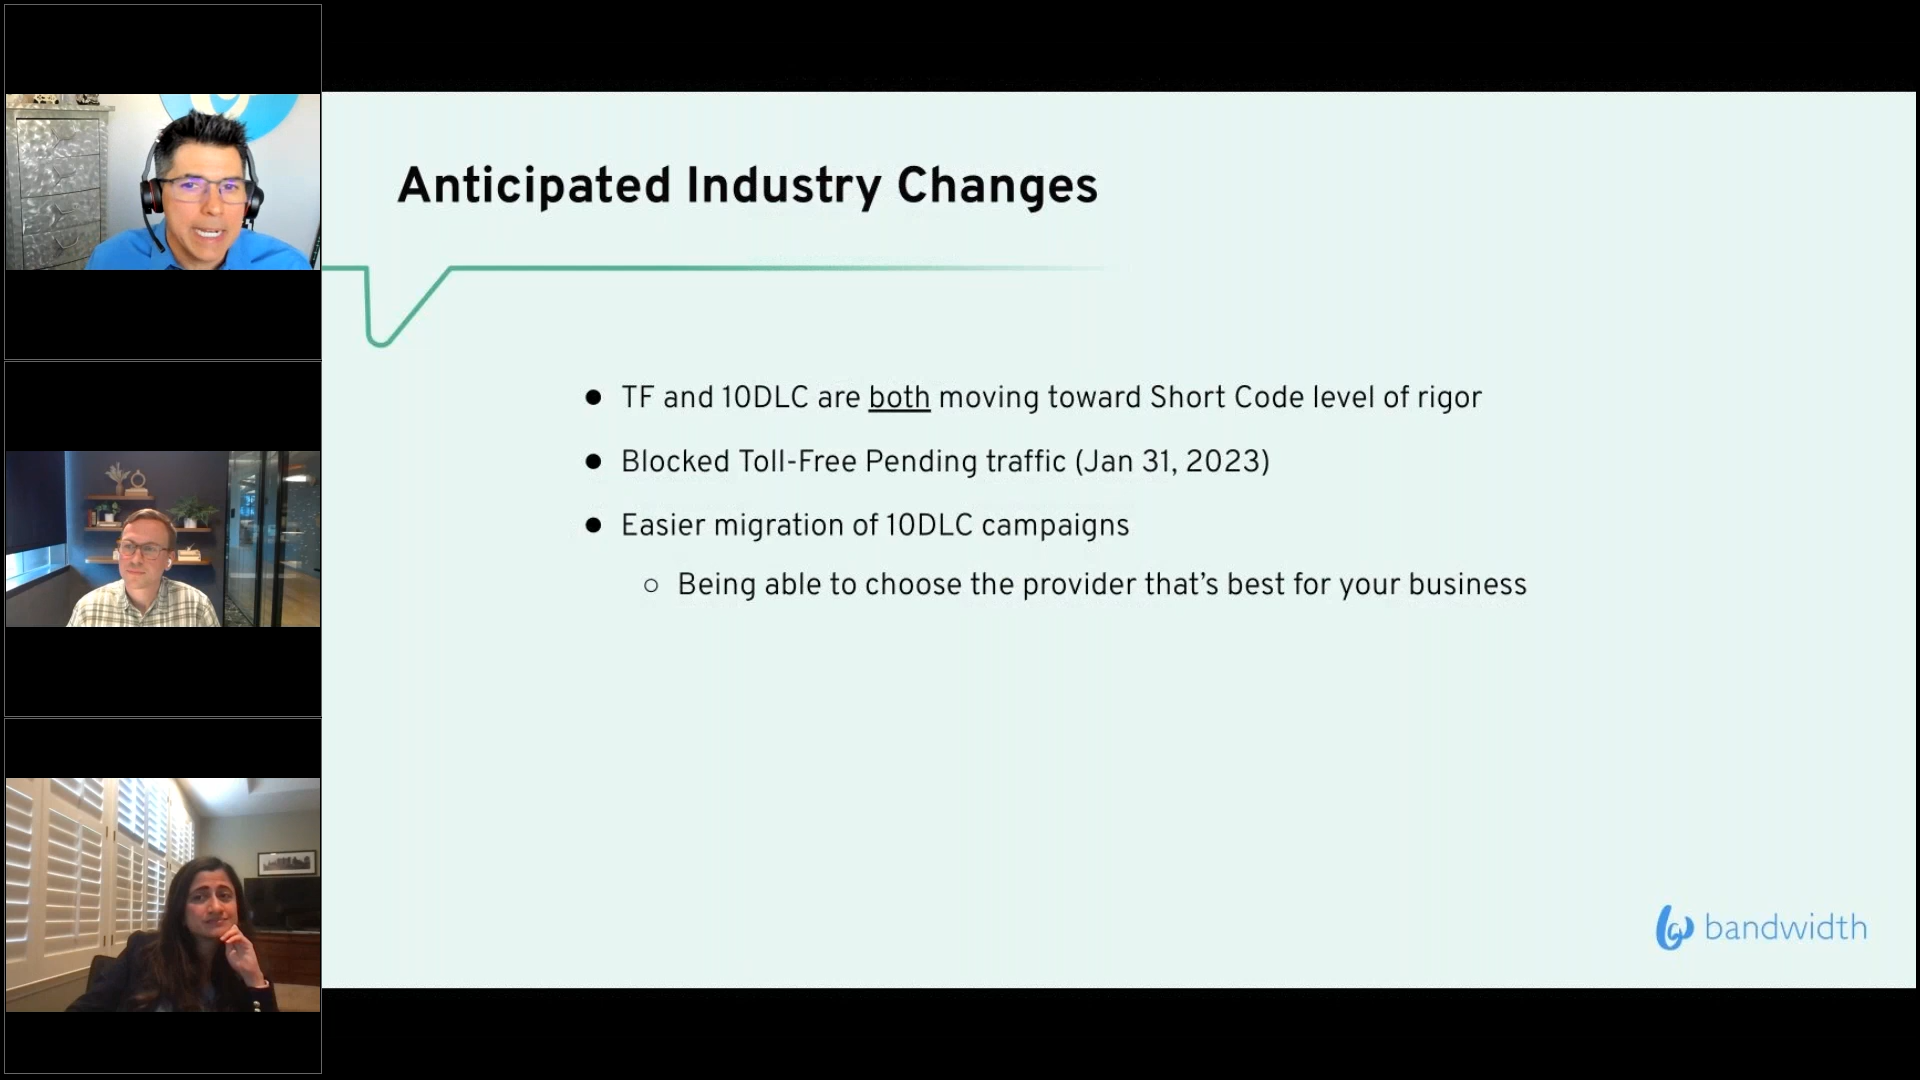 Anticipated Industry Changes
● TF and 10DLC are both moving toward Short Code level of rigor
● Blocked Toll-Free Pending traffic (Jan 31, 2023)
● Easier migration of 10DLC campaigns
○ Being able to choose the provider that’s best for your business
bandwidth